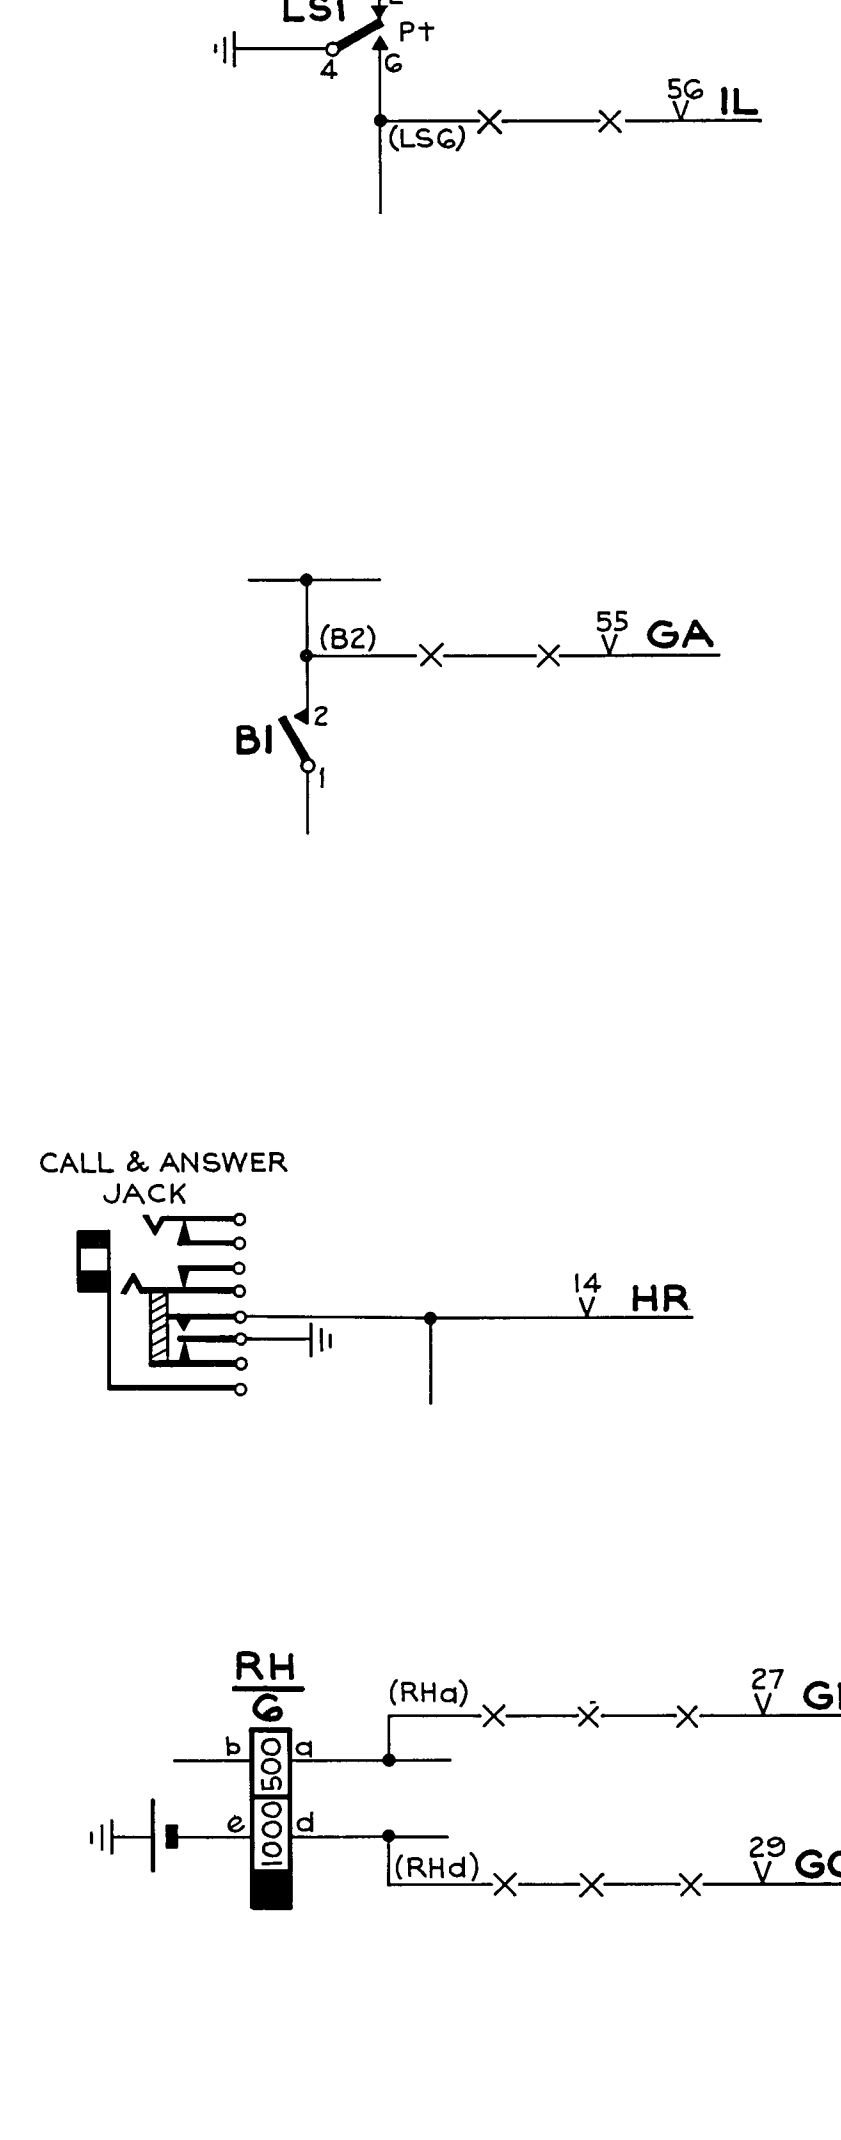 LS1
Pt
4
6
56 IL
(LS6)
(B2)
55 GA
2
B1
1
CALL & ANSWER
JACK
14 HR
RH
6
(RHa)
27
b 500 a
e 1000 d
(RHd)
29